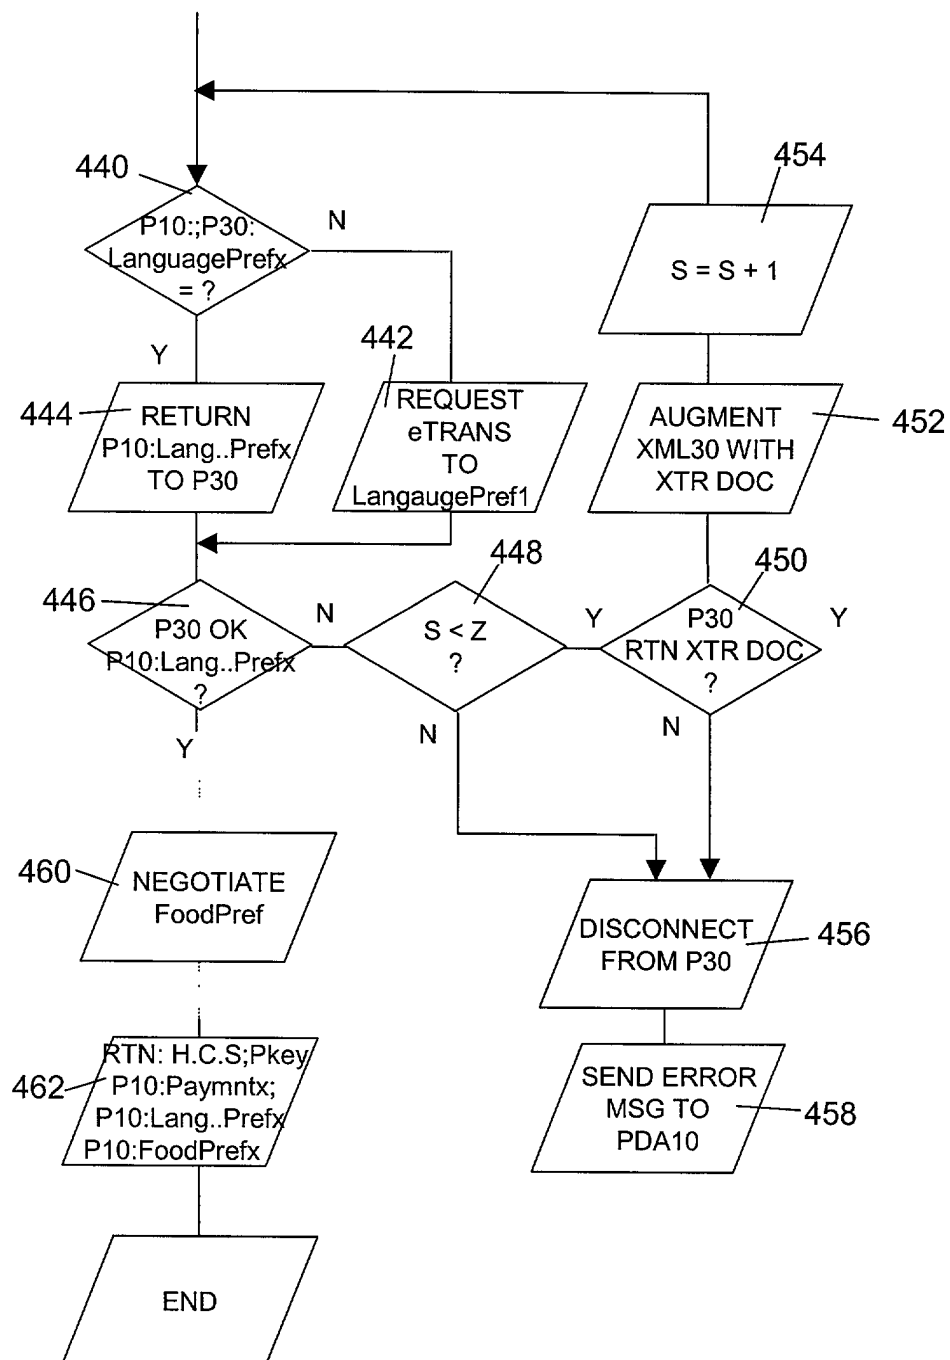 440
P10:;P30:
LanguagePrefx
= ?
N
Y
454
S = S + 1
442
REQUEST
eTRANS
TO
LangaugePref1
444
RETURN
P10:Lang..Prefx
TO P30
AUGMENT
XML30 WITH
XTR DOC
452
446
P30 OK
P10:Lang..Prefx
?
N
Y
448
S < Z
?
Y
N
450
P30
RTN XTR DOC
?
Y
N
460
NEGOTIATE
FoodPref
DISCONNECT
FROM P30
456
462
RTN: H.C.S;Pkey
P10:Paymntx;
P10:Lang..Prefx
P10:FoodPrefx
SEND ERROR
MSG TO
PDA10
458
END